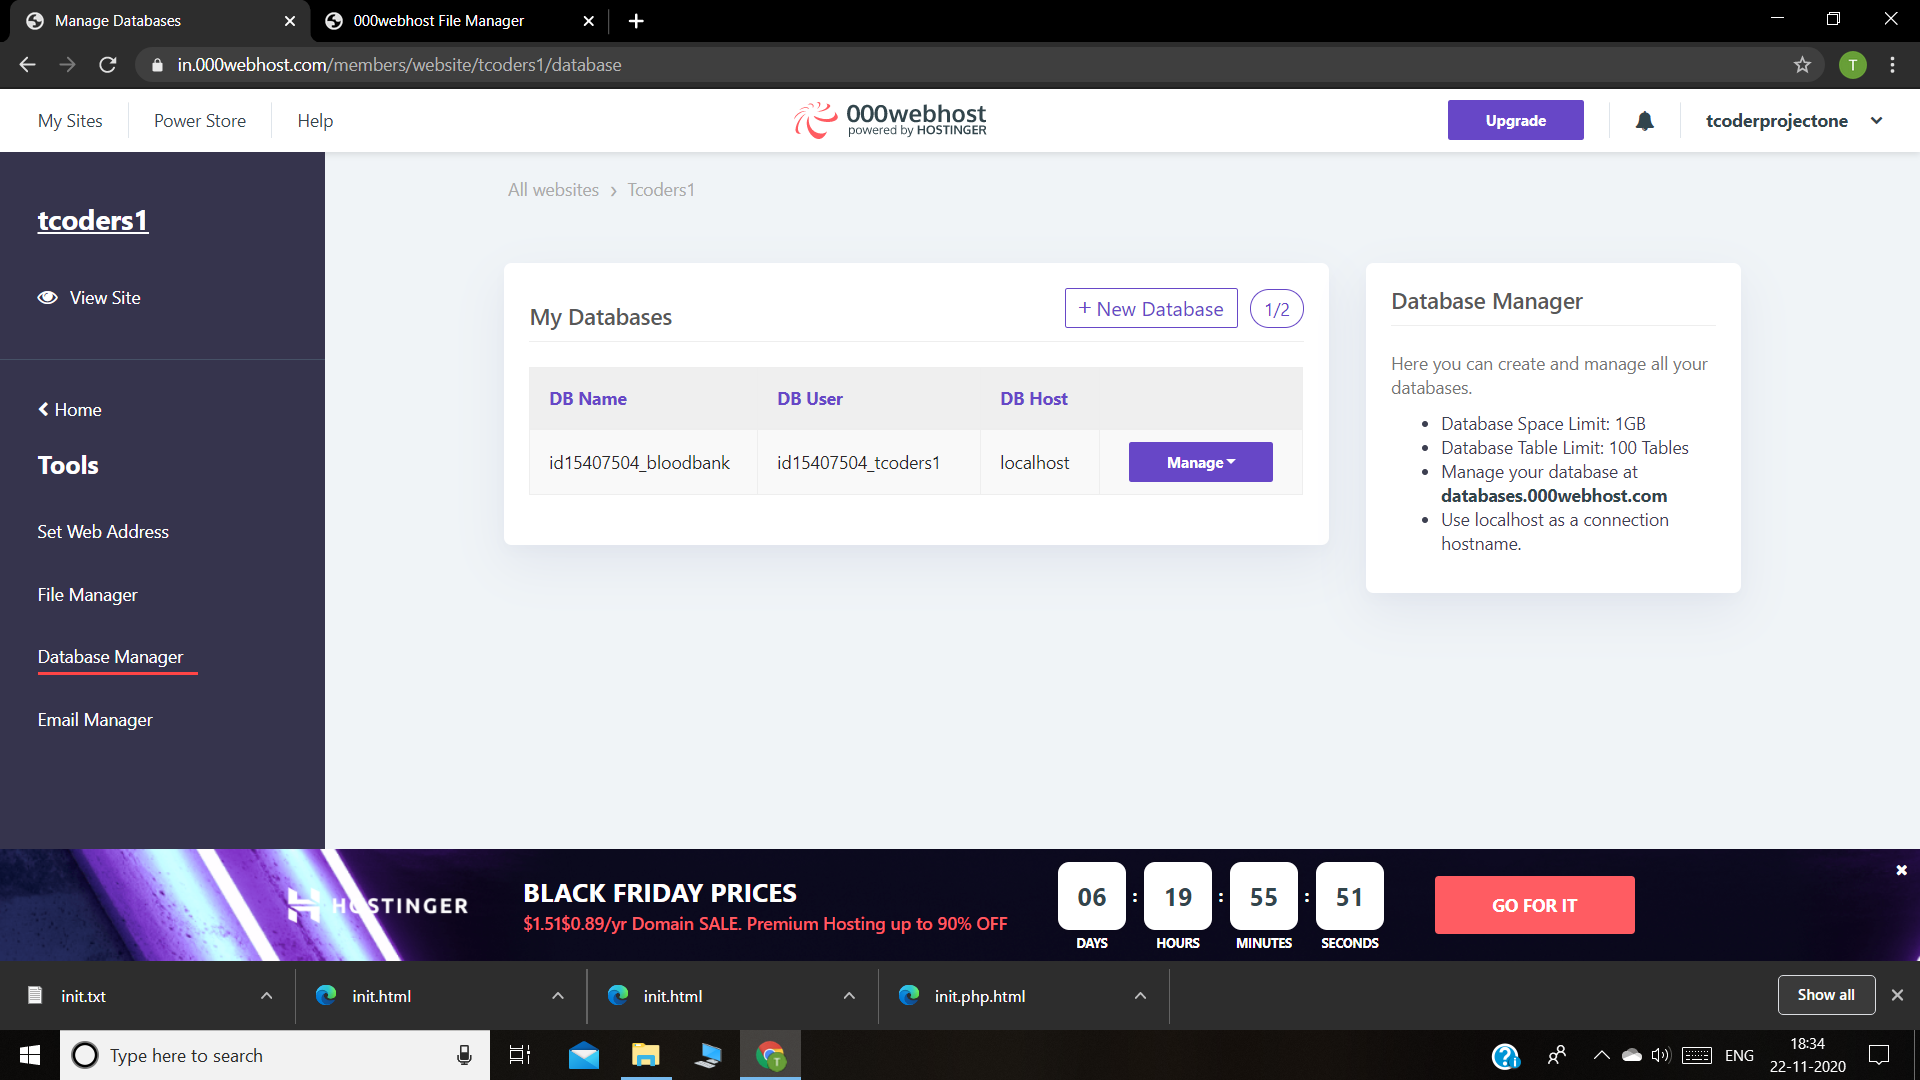 Manage Databases
000webhost File Manager
in.000webhost.com/members/website/tcoders1/database
T
My Sites
Power Store
Help
000webhost
powered by HOSTINGER
Upgrade
tcoderprojectone
tcoders1
View Site
Home
Tools
Set Web Address
File Manager
Database Manager
Email Manager
All websites › Tcoders1
My Databases
+ New Database
1/2
DB Name DB User DB Host
id15407504_bloodbank id15407504_tcoders1 localhost Manage
Database Manager
Here you can create and manage all your
databases.
• Database Space Limit: 1GB
• Database Table Limit: 100 Tables
• Manage your database at
databases.000webhost.com
• Use localhost as a connection
hostname.
HOSTINGER
BLACK FRIDAY PRICES
$1.51$0.89/yr Domain SALE. Premium Hosting up to 90% OFF
06 : 19 : 55 : 51
DAYS HOURS MINUTES SECONDS
GO FOR IT
init.txt
init.html
init.html
init.php.html
Show all
Type here to search
T
ENG
18:34
22-11-2020